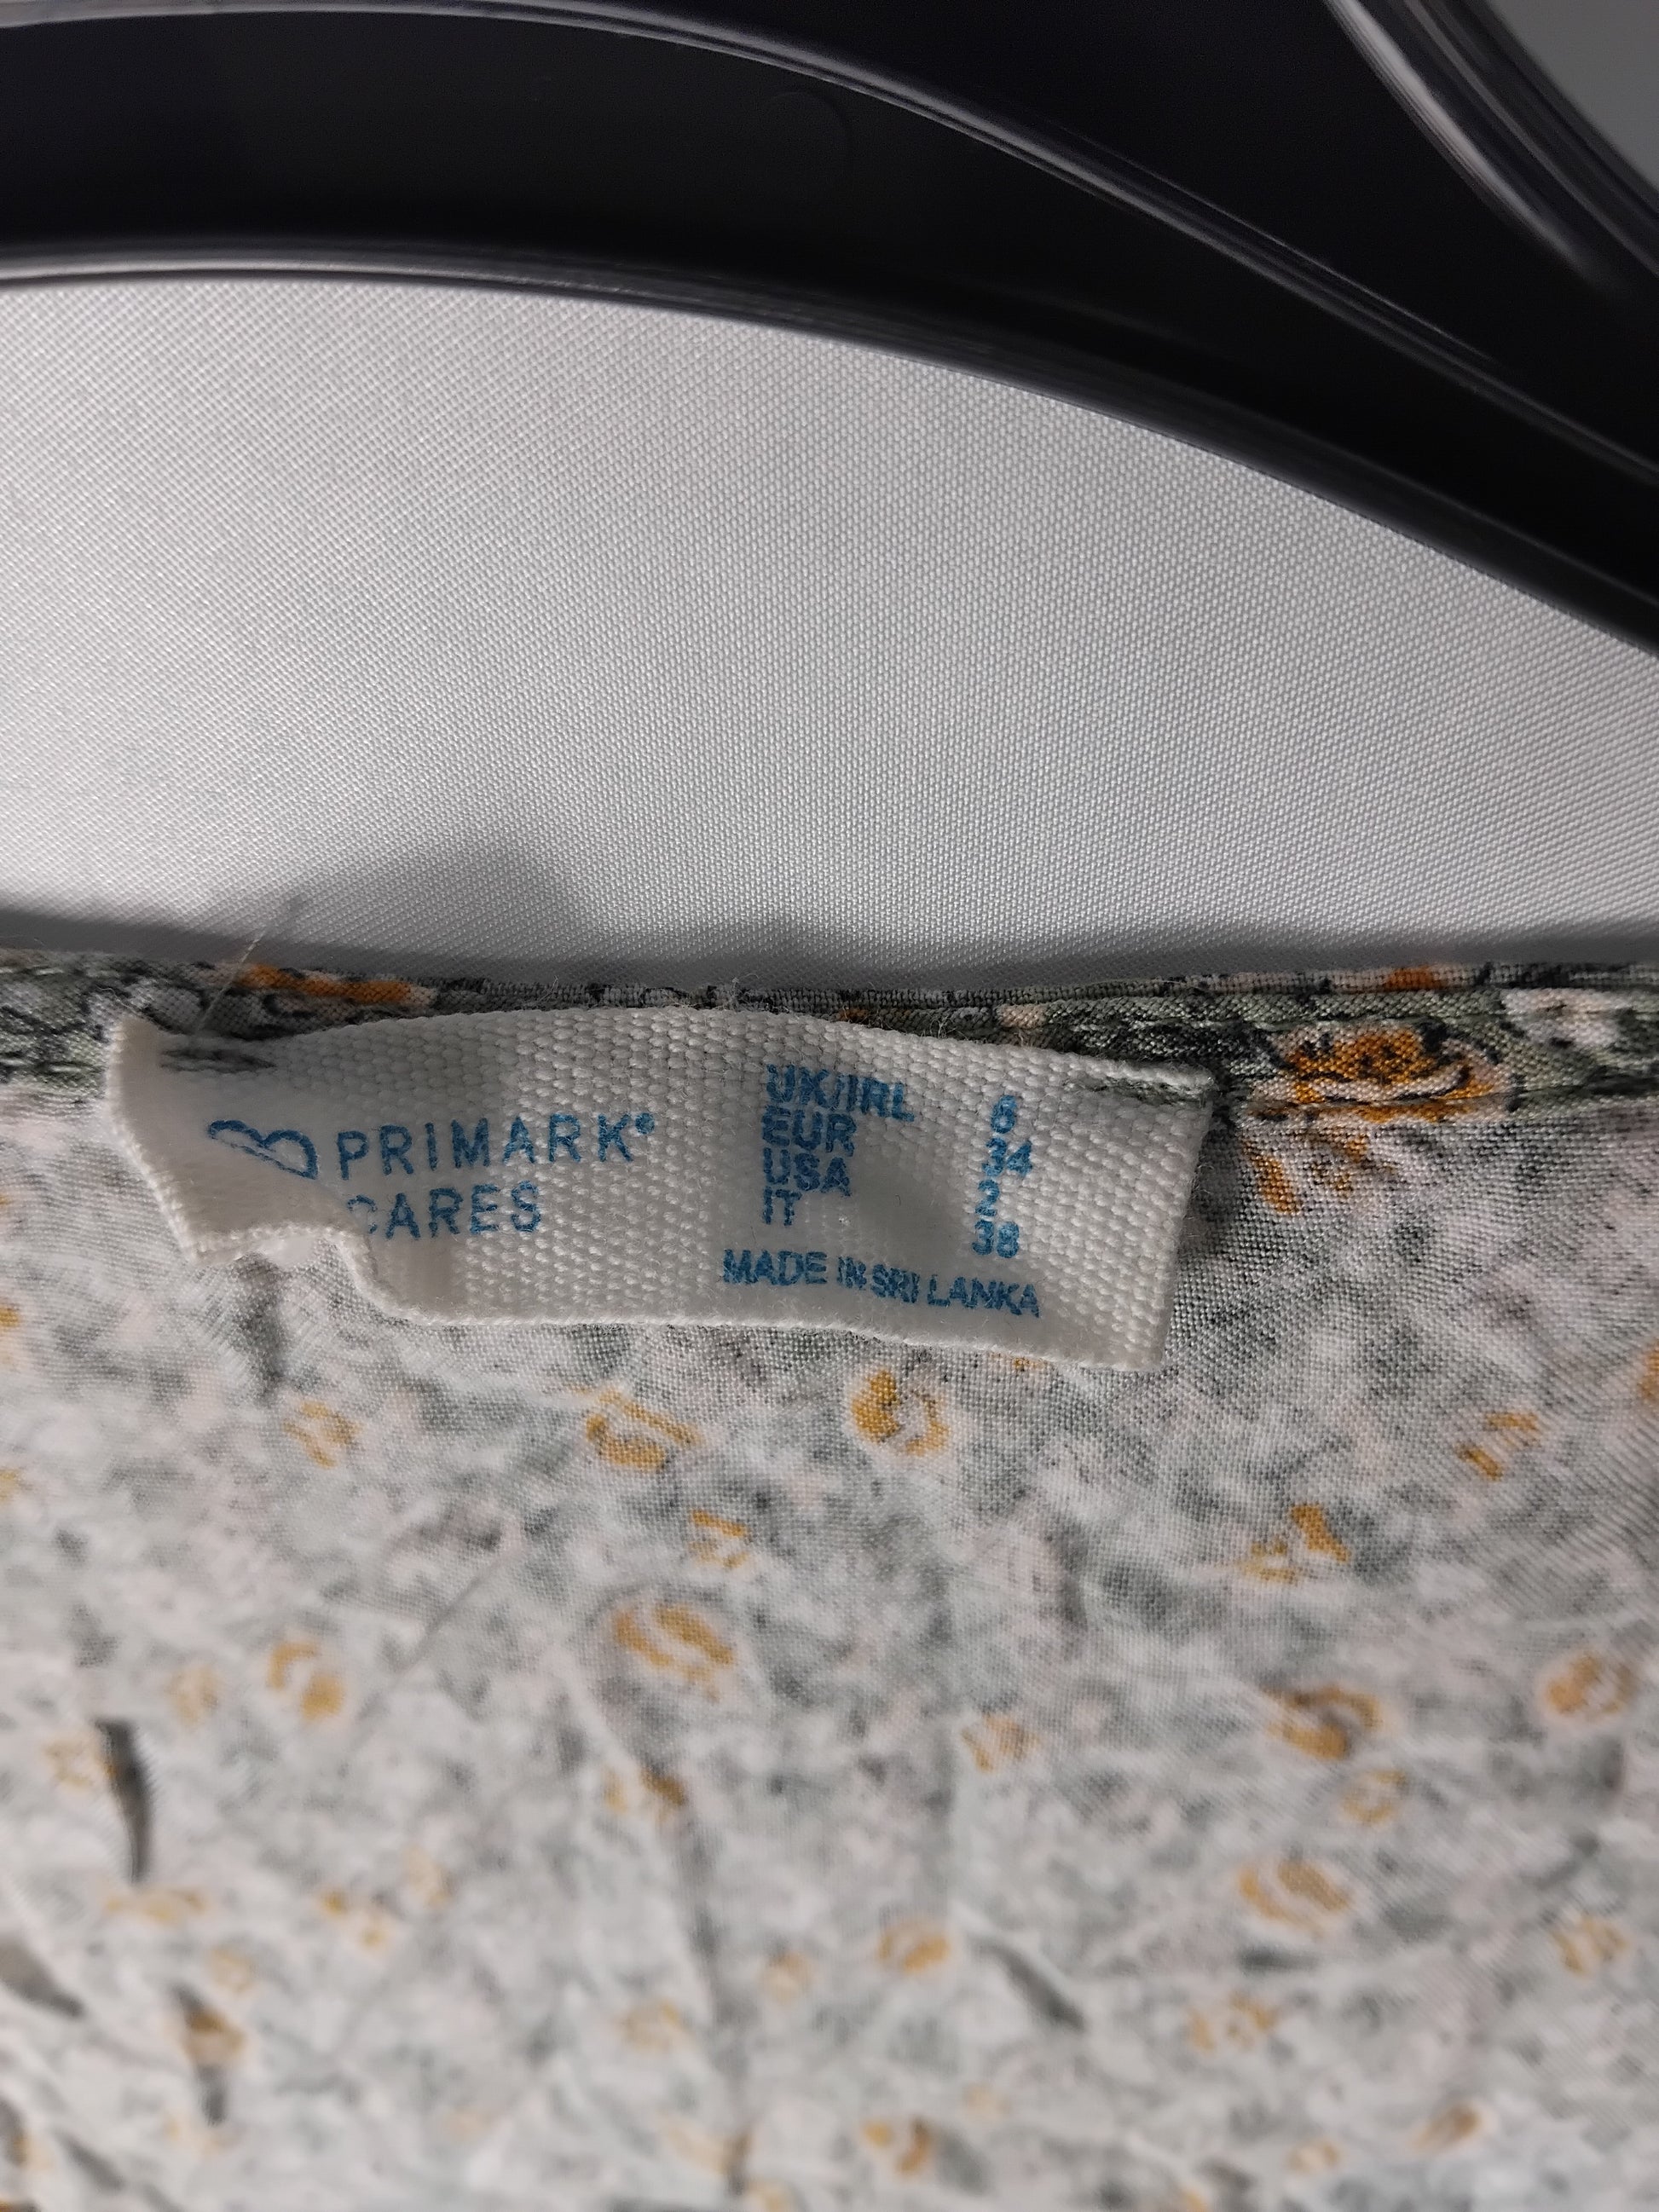 PRIMARK®
CARES
UK/IRL 6
EUR 34
USA 2
IT 38
MADE IN SRI LANKA